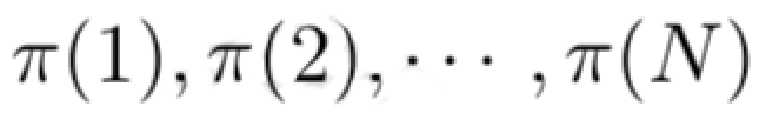 π(1), π(2), ⋯ , π(N)